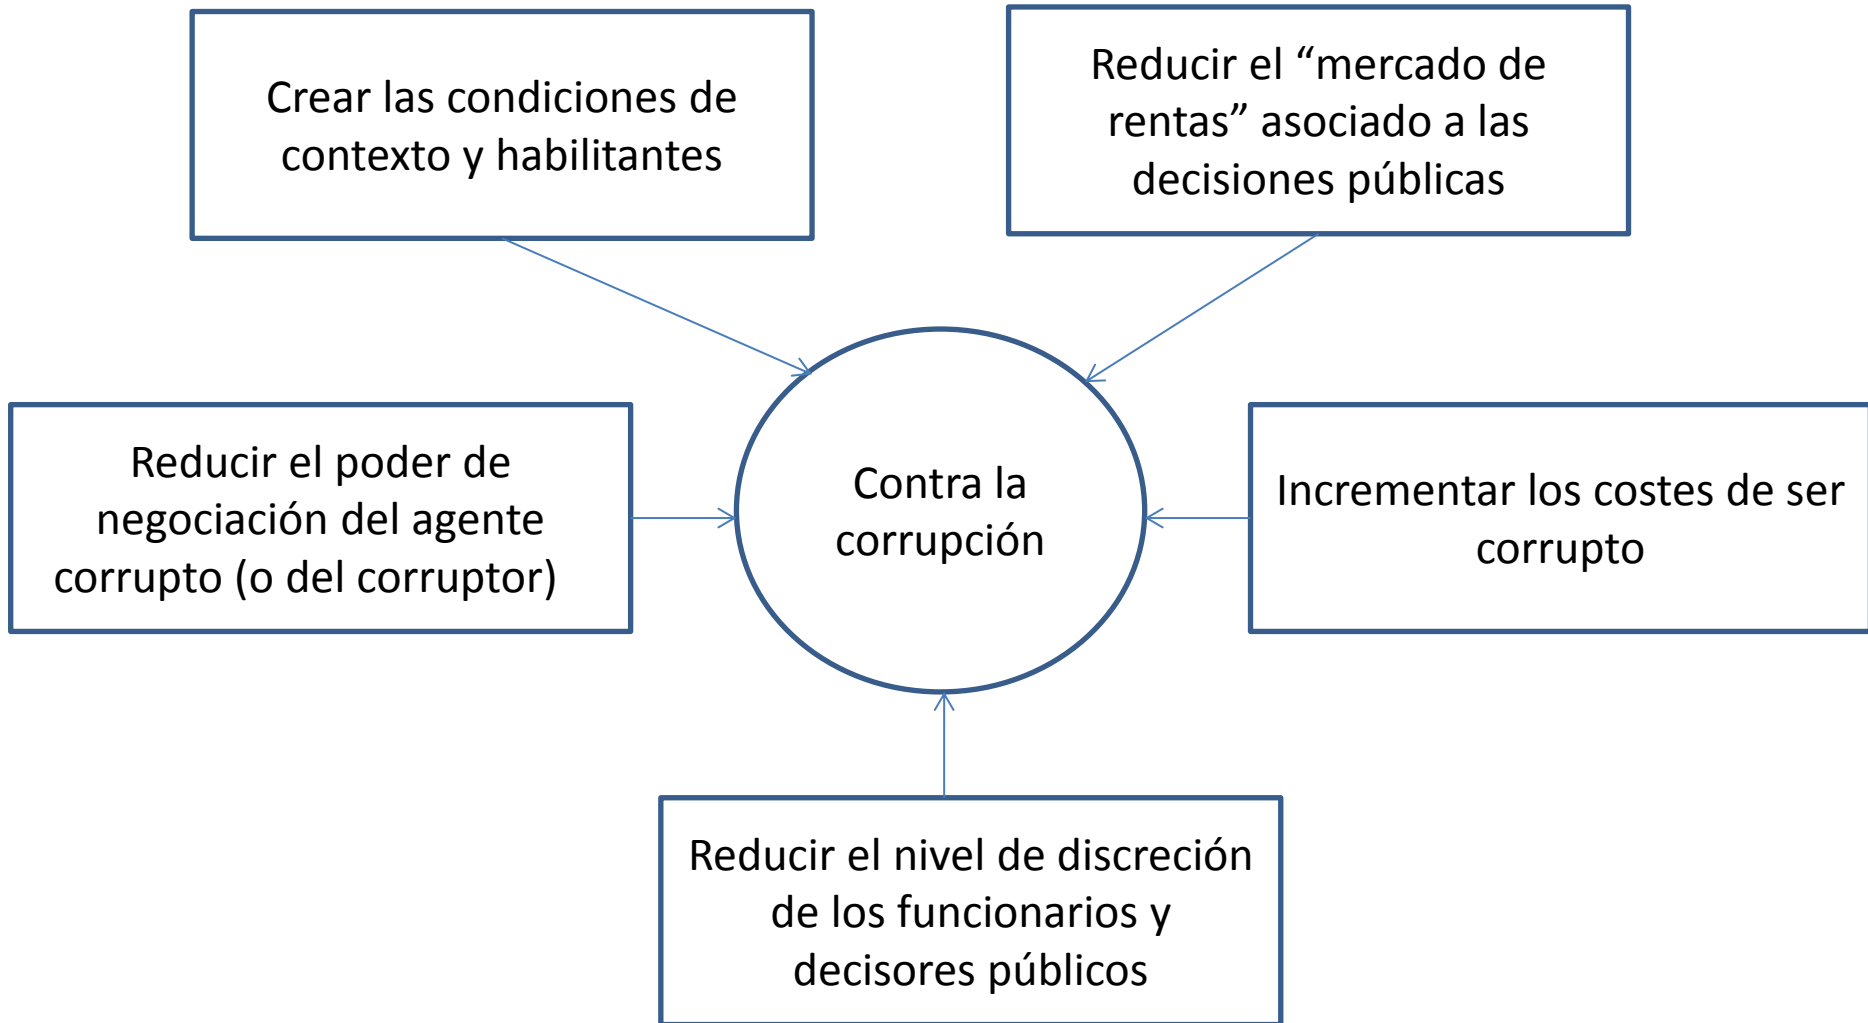 Crear las condiciones de
contexto y habilitantes
Reducir el “mercado de
rentas” asociado a las
decisiones públicas
Reducir el poder de
negociación del agente
corrupto (o del corruptor)
Contra la
corrupción
Incrementar los costes de ser
corrupto
Reducir el nivel de discreción
de los funcionarios y
decisores públicos